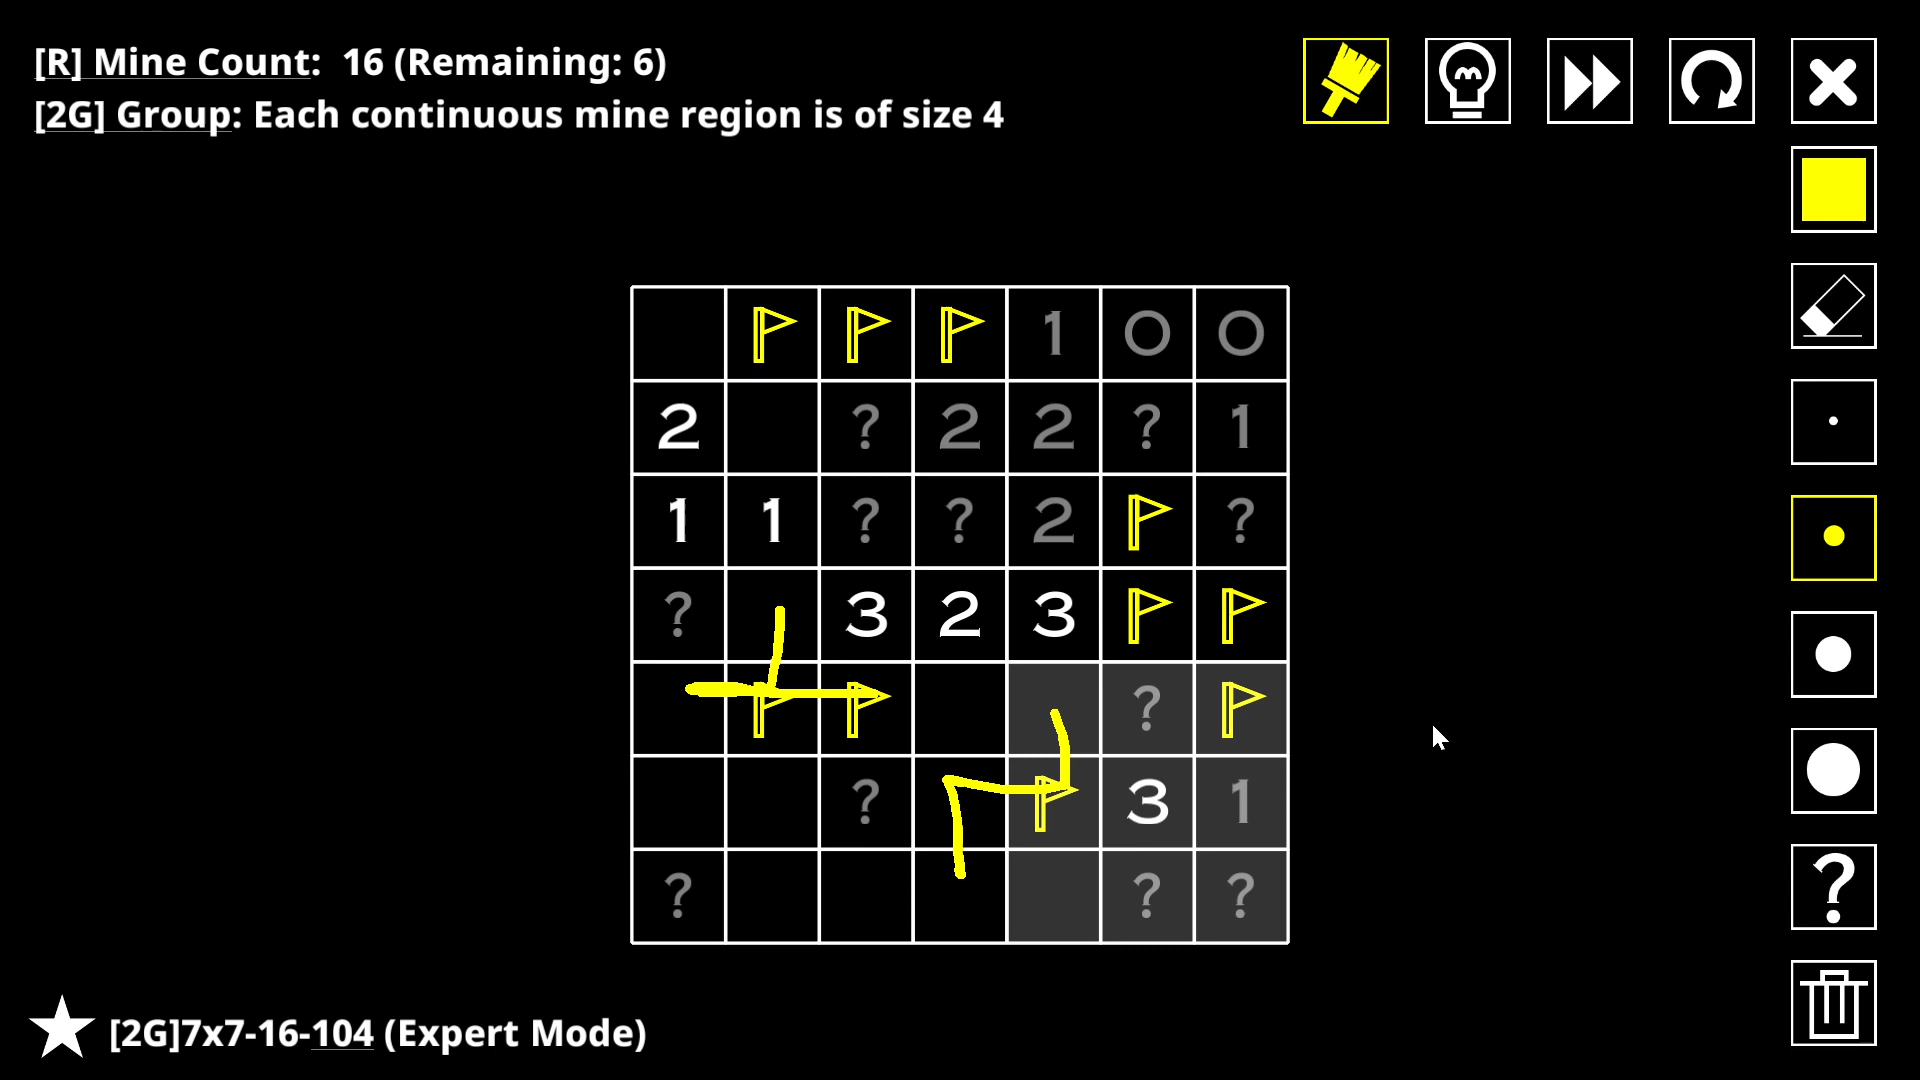 [R] Mine Count: 16 (Remaining: 6)
[2G] Group: Each continuous mine region is of size 4
1 0 0
2 ? 2 2 ? 1
1 1 ? ? 2 ?
? 3 2 3
?
? 3 1
? ? ?
?
[2G]7x7-16-104 (Expert Mode)